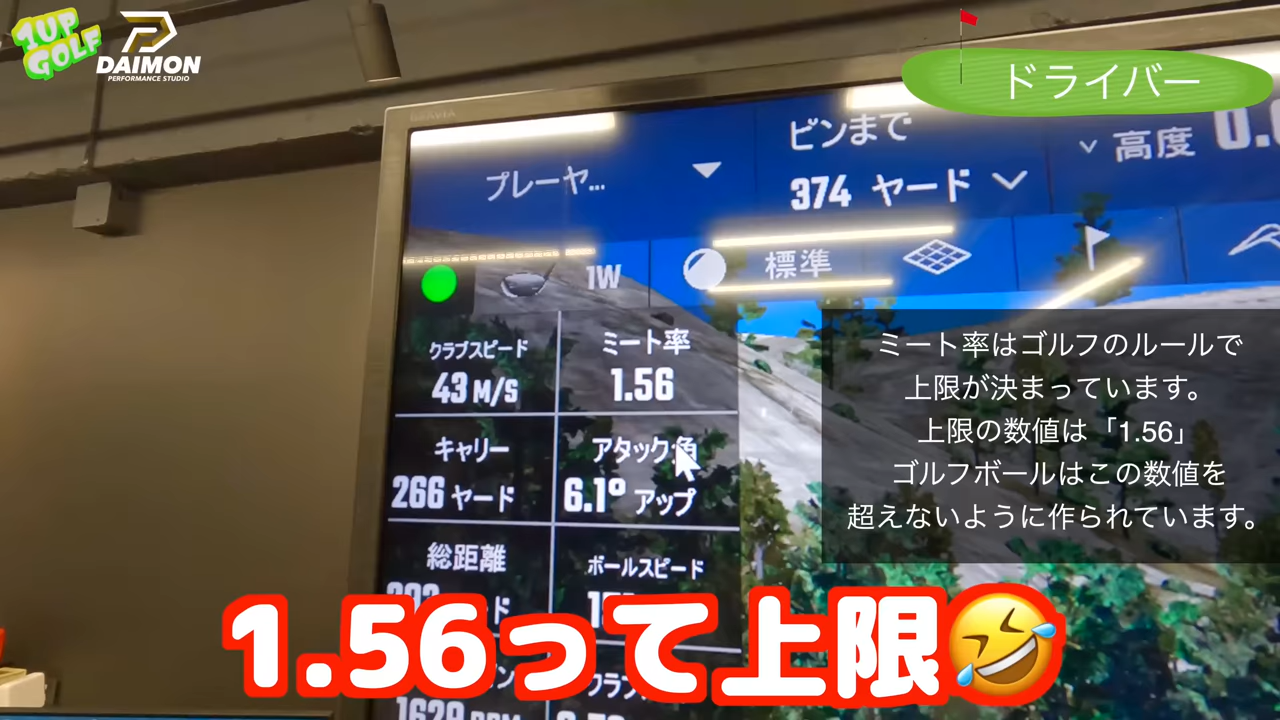 1UP
GOLF
DAIMON
PERFORMANCE STUDIO
ドライバー
BRAVIA
ピンまで
プレーヤ...
374 ヤード
高度
1W
標準
クラブスピード
ミート率
43 M/S
1.56
キャリー
アタック角
266 ヤード
6.1° アップ
総距離
ボールスピード
ミート率はゴルフのルールで
上限が決まっています。
上限の数値は「1.56」
ゴルフボールはこの数値を
超えないように作られています。
1.56って上限🤣